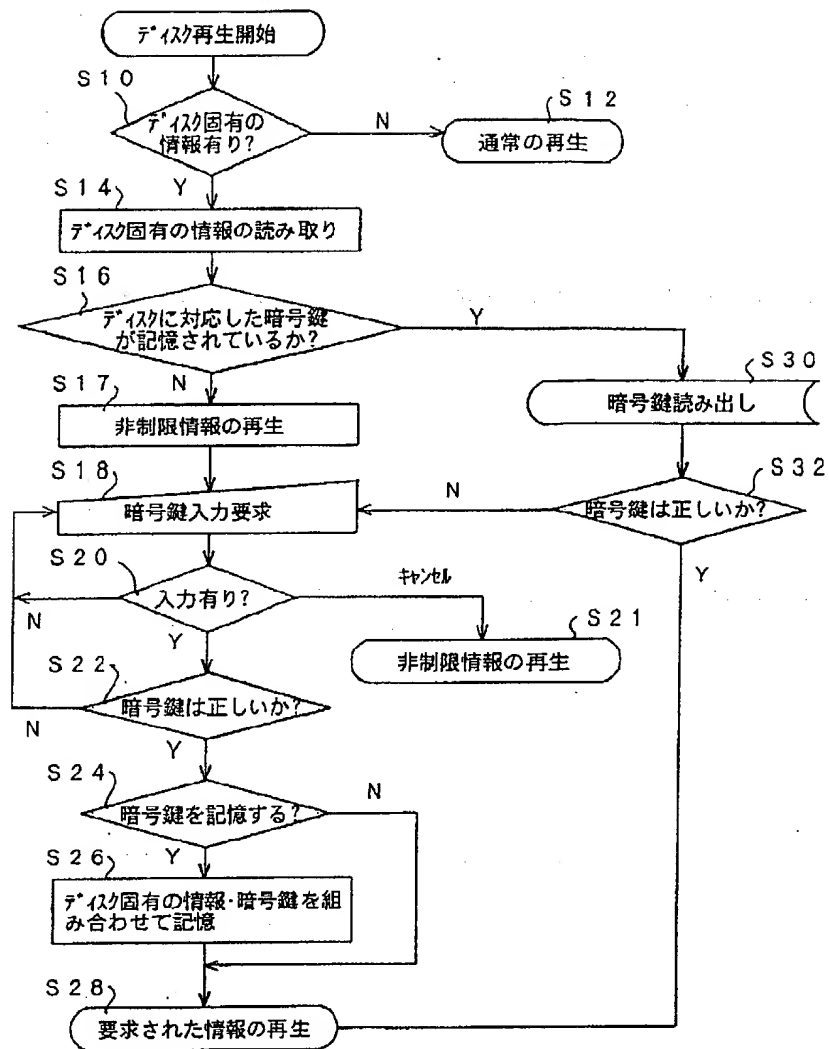 ディスク再生開始
S10
ディスク固有の
情報有り?
N
S12
通常の再生
Y
S14
ディスク固有の情報の読み取り
S16
ディスクに対応した暗号鍵
が記憶されているか?
Y
N
S17
非制限情報の再生
S30
暗号鍵読み出し
S18
暗号鍵入力要求
N
S32
暗号鍵は正しいか?
Y
S20
入力有り?
キャンセル
N
Y
S21
非制限情報の再生
S22
暗号鍵は正しいか?
N
Y
S24
暗号鍵を記憶する?
N
Y
S26
ディスク固有の情報・暗号鍵を組
み合わせて記憶
S28
要求された情報の再生